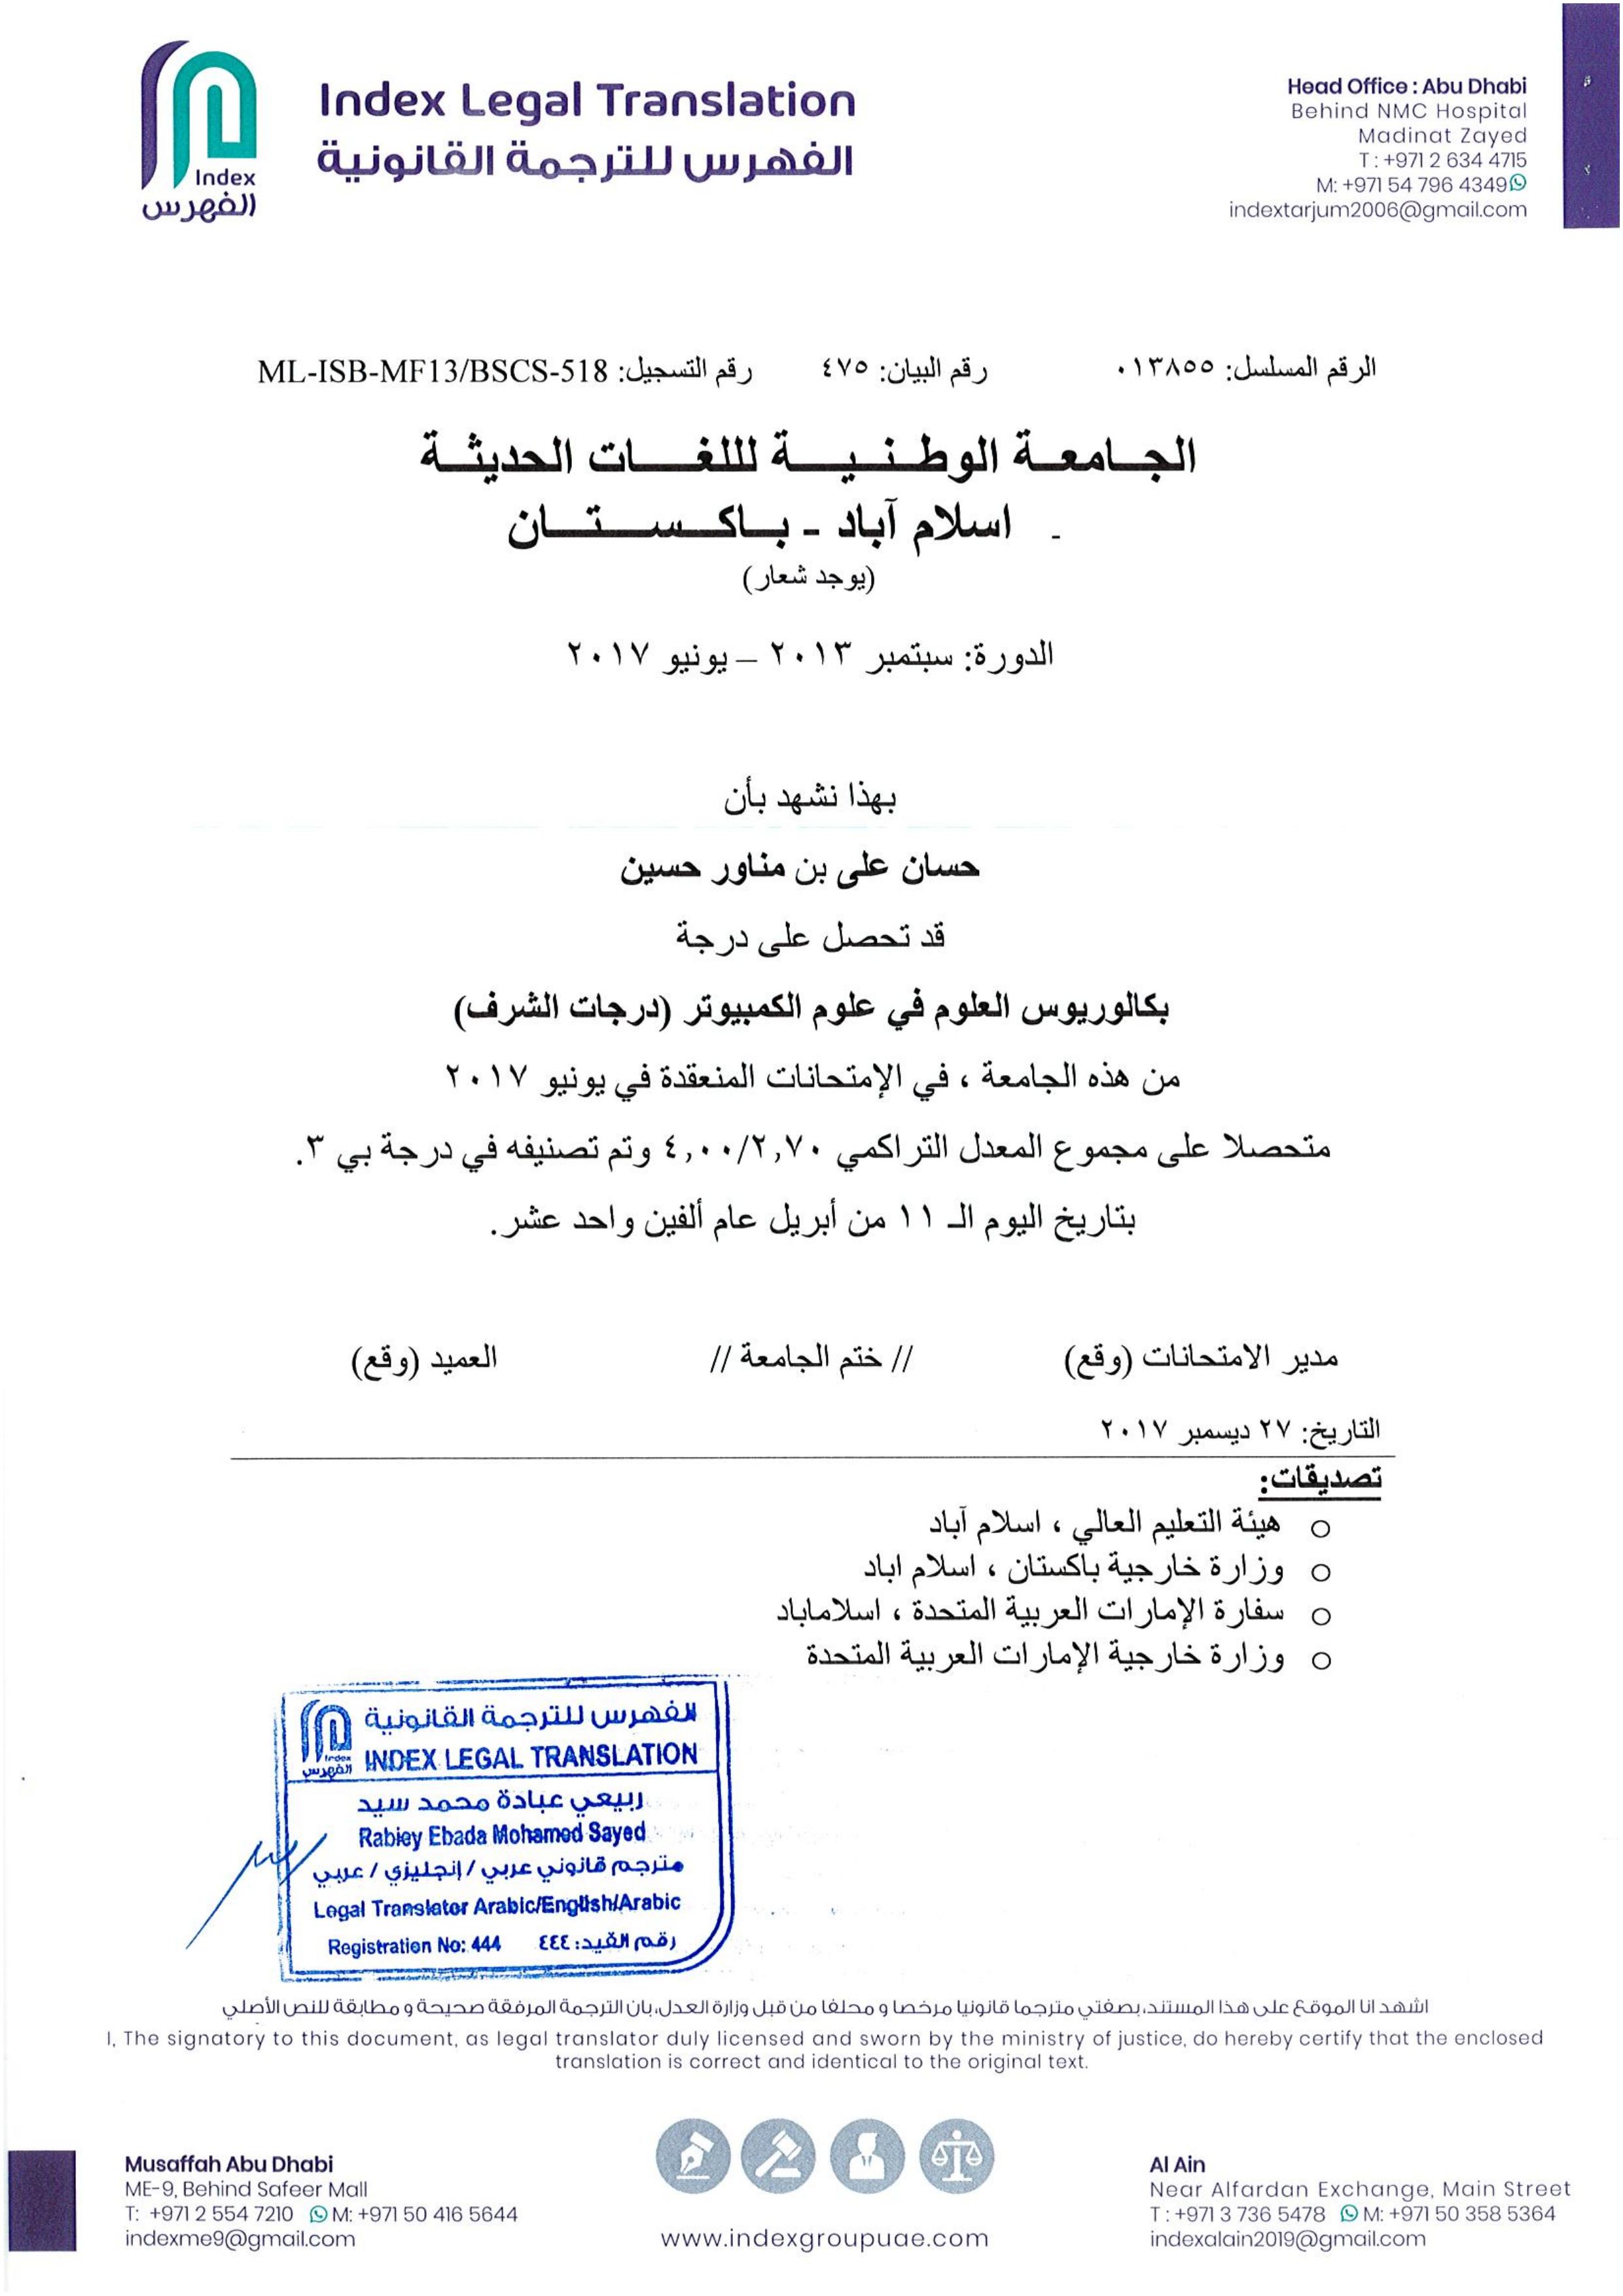 Index Legal Translation
الفهرس للترجمة القانونية
Index
الفهرس
Head Office : Abu Dhabi
Behind NMC Hospital
Madinat Zayed
T : +971 2 634 4715
M: +971 54 796 4349
indextarjum2006@gmail.com
الرقم المسلسل: ٠١٣٨٥٥ رقم البيان: ٤٧٥ رقم التسجيل: ML-ISB-MF13/BSCS-518
الجـامعـة الوطـنـيـــة لللغـــات الحديثـة
- اسلام آباد - بـاكـســـتـــان
(يوجد شعار)
الدورة: سبتمبر ٢٠١٣ – يونيو ٢٠١٧
بهذا نشهد بأن
حسان على بن مناور حسين
قد تحصل على درجة
بكالوريوس العلوم في علوم الكمبيوتر (درجات الشرف)
من هذه الجامعة ، في الإمتحانات المنعقدة في يونيو ٢٠١٧
متحصلا على مجموع المعدل التراكمي ٤,٠٠/٢,٧٠ وتم تصنيفه في درجة بي ٣.
بتاريخ اليوم الـ ١١ من أبريل عام ألفين واحد عشر.
مدير الامتحانات (وقع) // ختم الجامعة // العميد (وقع)
التاريخ: ٢٧ ديسمبر ٢٠١٧
تصديقات:
○ هيئة التعليم العالي ، اسلام آباد
○ وزارة خارجية باكستان ، اسلام اباد
○ سفارة الإمارات العربية المتحدة ، اسلاماباد
○ وزارة خارجية الإمارات العربية المتحدة
الفهرس للترجمة القانونية
Index
الفهرس
INDEX LEGAL TRANSLATION
ربيعي عبادة محمد سيد
Rabiey Ebada Mohamed Sayed
مترجم قانوني عربي / إنجليزي / عربي
Legal Translator Arabic/English/Arabic
Registration No: 444 رقم القيد: ٤٤٤
اشهد انا الموقع على هذا المستند، بصفتي مترجما قانونيا مرخصا و محلفا من قبل وزارة العدل، بان الترجمة المرفقة صحيحة و مطابقة للنص الأصلي
I, The signatory to this document, as legal translator duly licensed and sworn by the ministry of justice, do hereby certify that the enclosed
translation is correct and identical to the original text.
Musaffah Abu Dhabi
ME-9, Behind Safeer Mall
T: +971 2 554 7210 M: +971 50 416 5644
indexme9@gmail.com
www.indexgroupuae.com
Al Ain
Near Alfardan Exchange, Main Street
T : +971 3 736 5478 M: +971 50 358 5364
indexalain2019@gmail.com